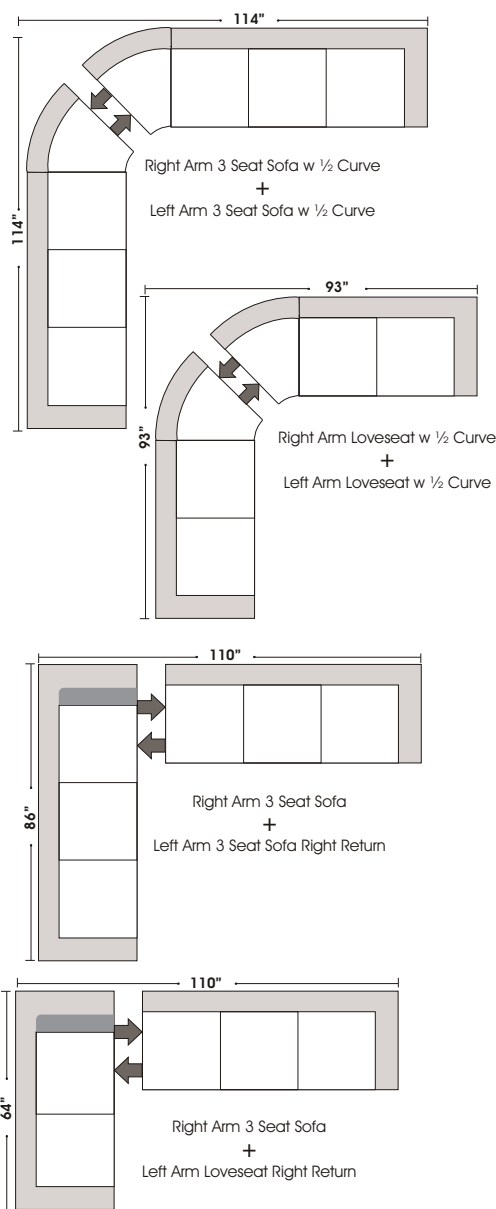 114"
114"
Right Arm 3 Seat Sofa w ½ Curve
+
Left Arm 3 Seat Sofa w ½ Curve
93"
93"
Right Arm Loveseat w ½ Curve
+
Left Arm Loveseat w ½ Curve
110"
86"
Right Arm 3 Seat Sofa
+
Left Arm 3 Seat Sofa Right Return
110"
64"
Right Arm 3 Seat Sofa
+
Left Arm Loveseat Right Return